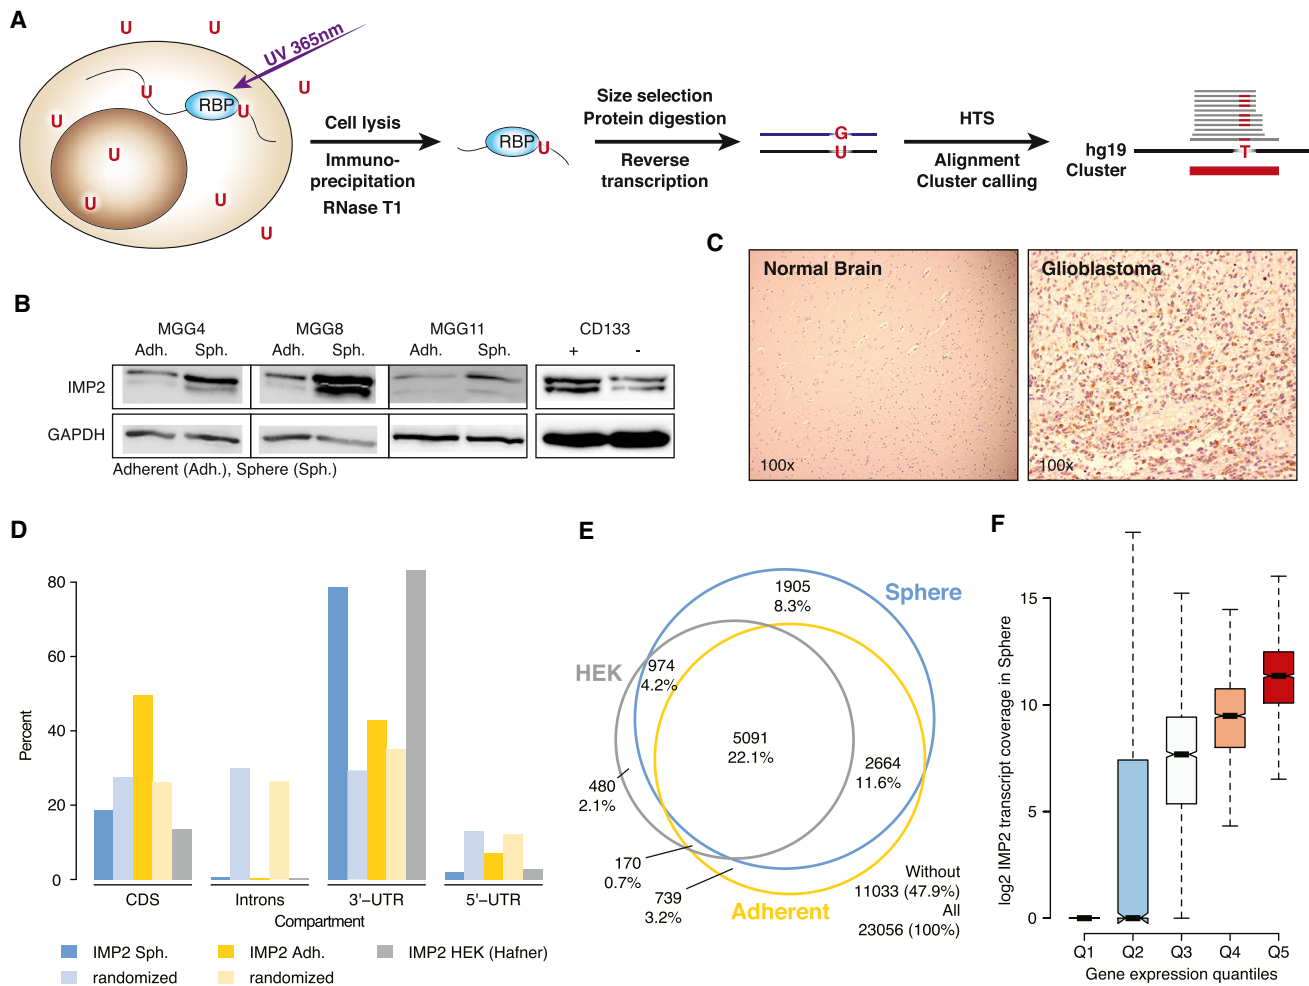 A
U
U
UV 365nm
U
U
RBP
U
U
U
U
U
U
Cell lysis
Immuno-
precipitation
RNase T1
RBP
U
Size selection
Protein digestion
Reverse
transcription
G
U
HTS
Alignment
Cluster calling
hg19
T
Cluster
B
MGG4
MGG8
MGG11
CD133
Adh.
Sph.
Adh.
Sph.
Adh.
Sph.
+
-
IMP2
GAPDH
Adherent (Adh.), Sphere (Sph.)
C
Normal Brain
100x
Glioblastoma
100x
D
Percent
80
60
40
20
0
CDS
Introns
3'–UTR
5'–UTR
Compartment
IMP2 Sph.
IMP2 Adh.
IMP2 HEK (Hafner)
randomized
randomized
E
1905
8.3%
Sphere
HEK
974
4.2%
5091
22.1%
2664
11.6%
480
2.1%
170
0.7%
739
3.2%
Adherent
Without
11033 (47.9%)
All
23056 (100%)
F
log2 IMP2 transcript coverage in Sphere
15
10
5
0
Q1
Q2
Q3
Q4
Q5
Gene expression quantiles